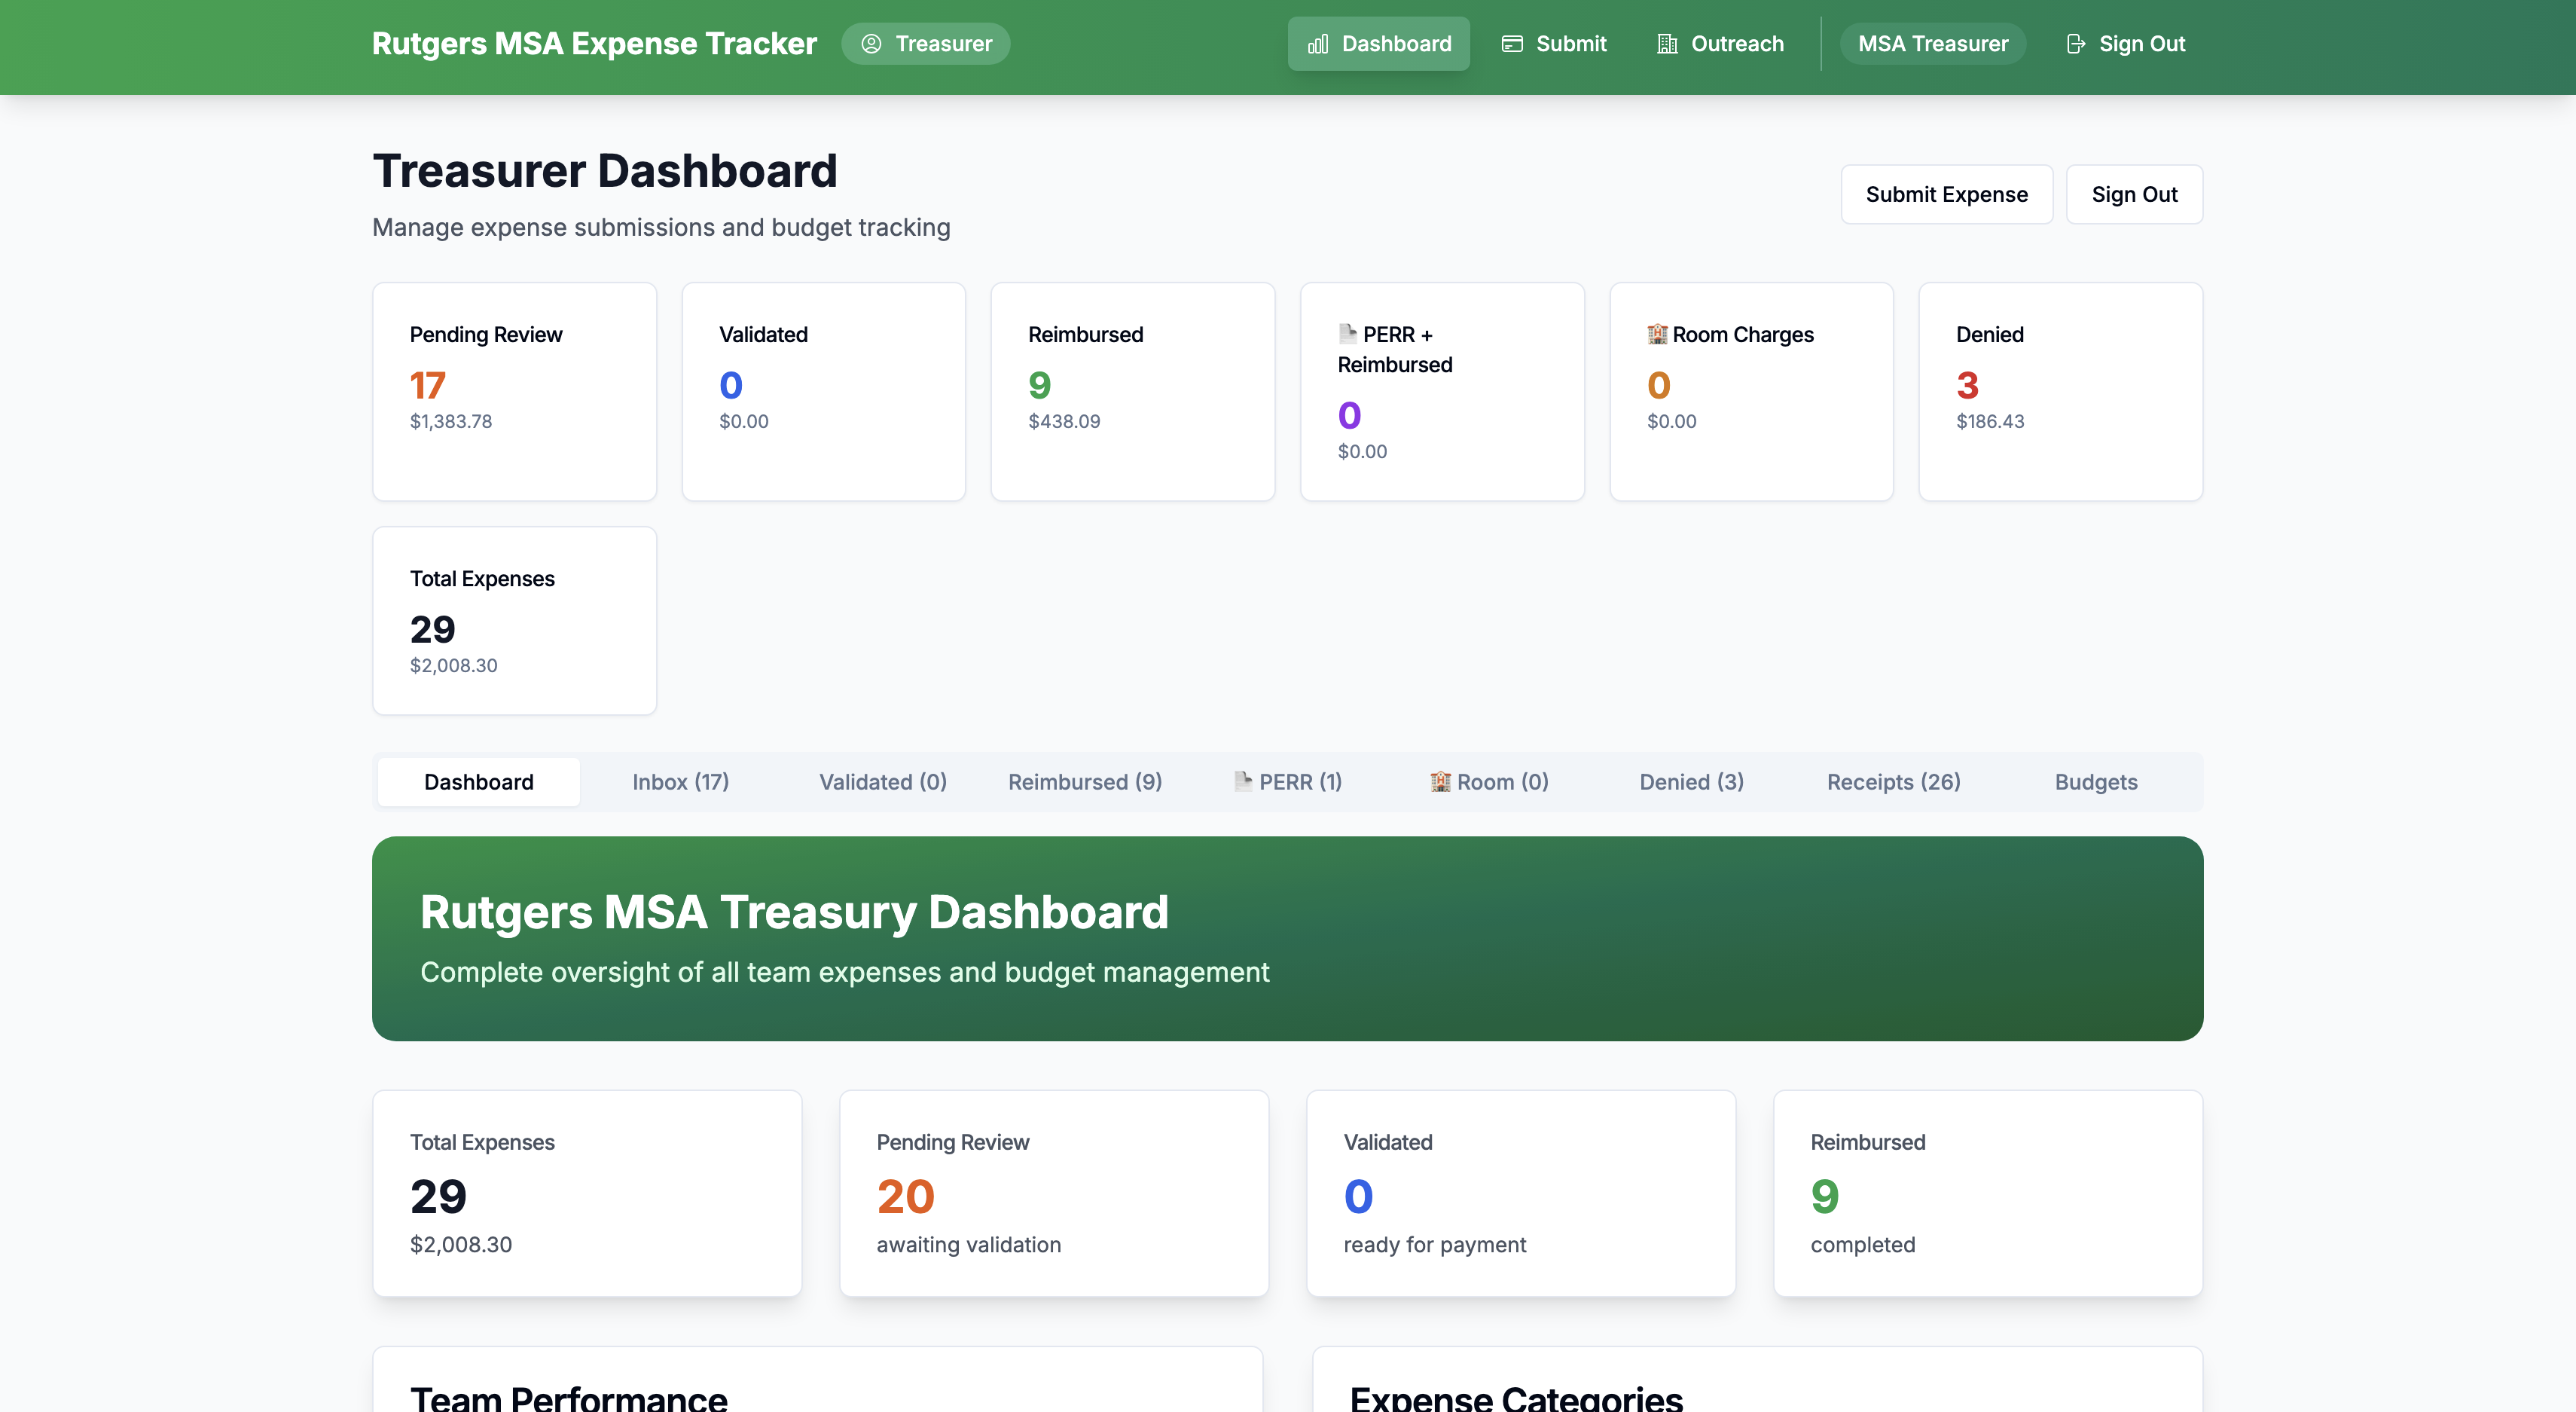 Rutgers MSA Expense Tracker
Treasurer
Dashboard
Submit
Outreach
MSA Treasurer
Sign Out
Treasurer Dashboard
Manage expense submissions and budget tracking
Submit Expense
Sign Out
Pending Review
17
$1,383.78
Validated
0
$0.00
Reimbursed
9
$438.09
PERR +
Reimbursed
0
$0.00
Room Charges
0
$0.00
Denied
3
$186.43
Total Expenses
29
$2,008.30
Dashboard
Inbox (17)
Validated (0)
Reimbursed (9)
PERR (1)
Room (0)
Denied (3)
Receipts (26)
Budgets
Rutgers MSA Treasury Dashboard
Complete oversight of all team expenses and budget management
Total Expenses
29
$2,008.30
Pending Review
20
awaiting validation
Validated
0
ready for payment
Reimbursed
9
completed
Team Performance
Expense Categories